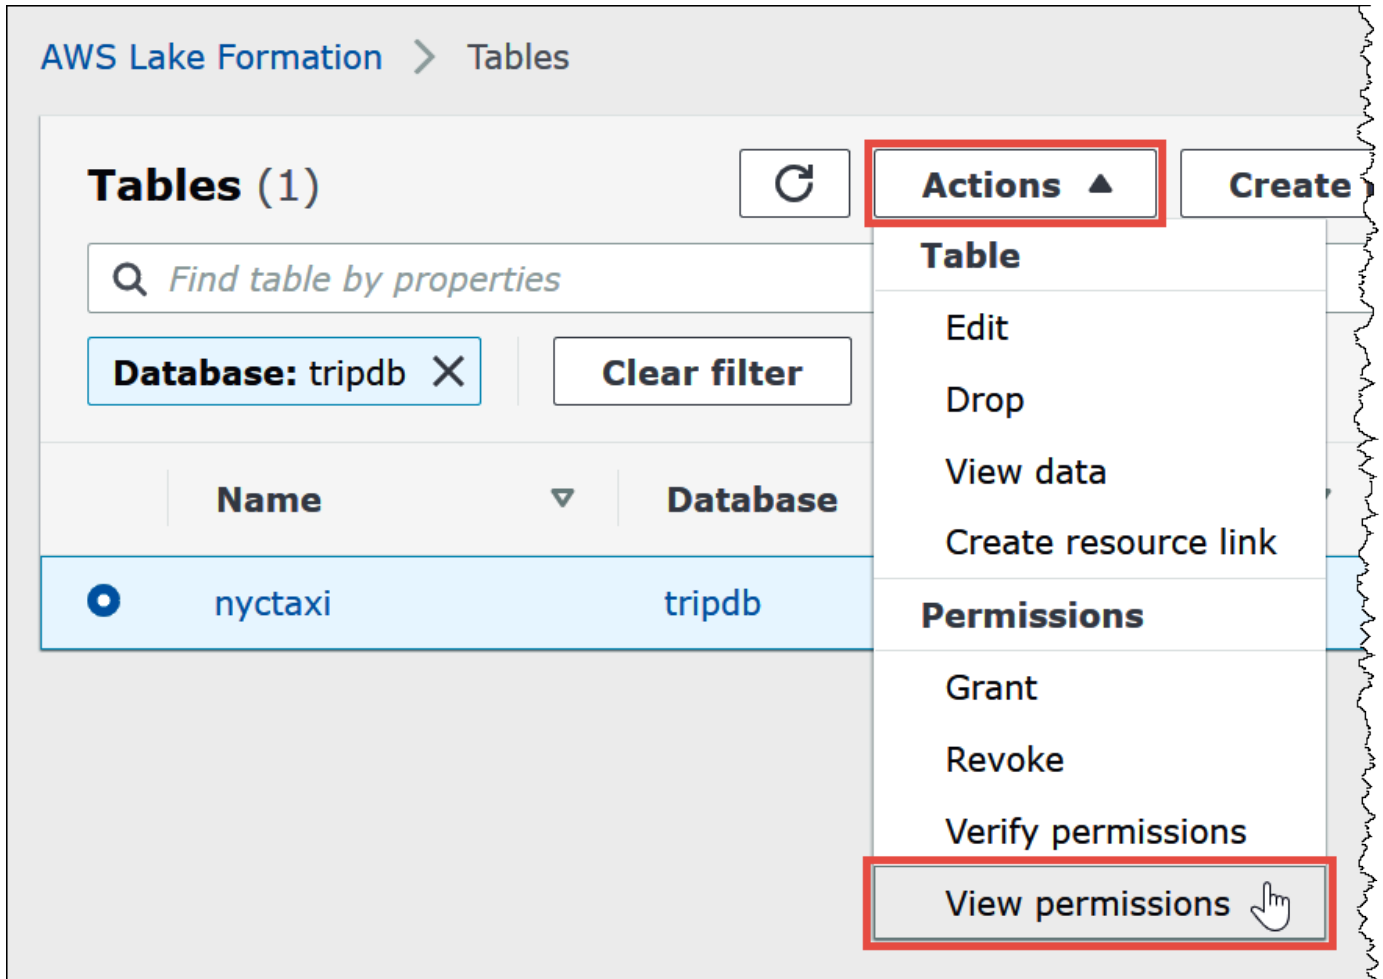 AWS Lake Formation > Tables
Tables (1)
Actions
Create
Find table by properties
Database: tripdb
Clear filter
Name
Database
nyctaxi
tripdb
Table
Edit
Drop
View data
Create resource link
Permissions
Grant
Revoke
Verify permissions
View permissions